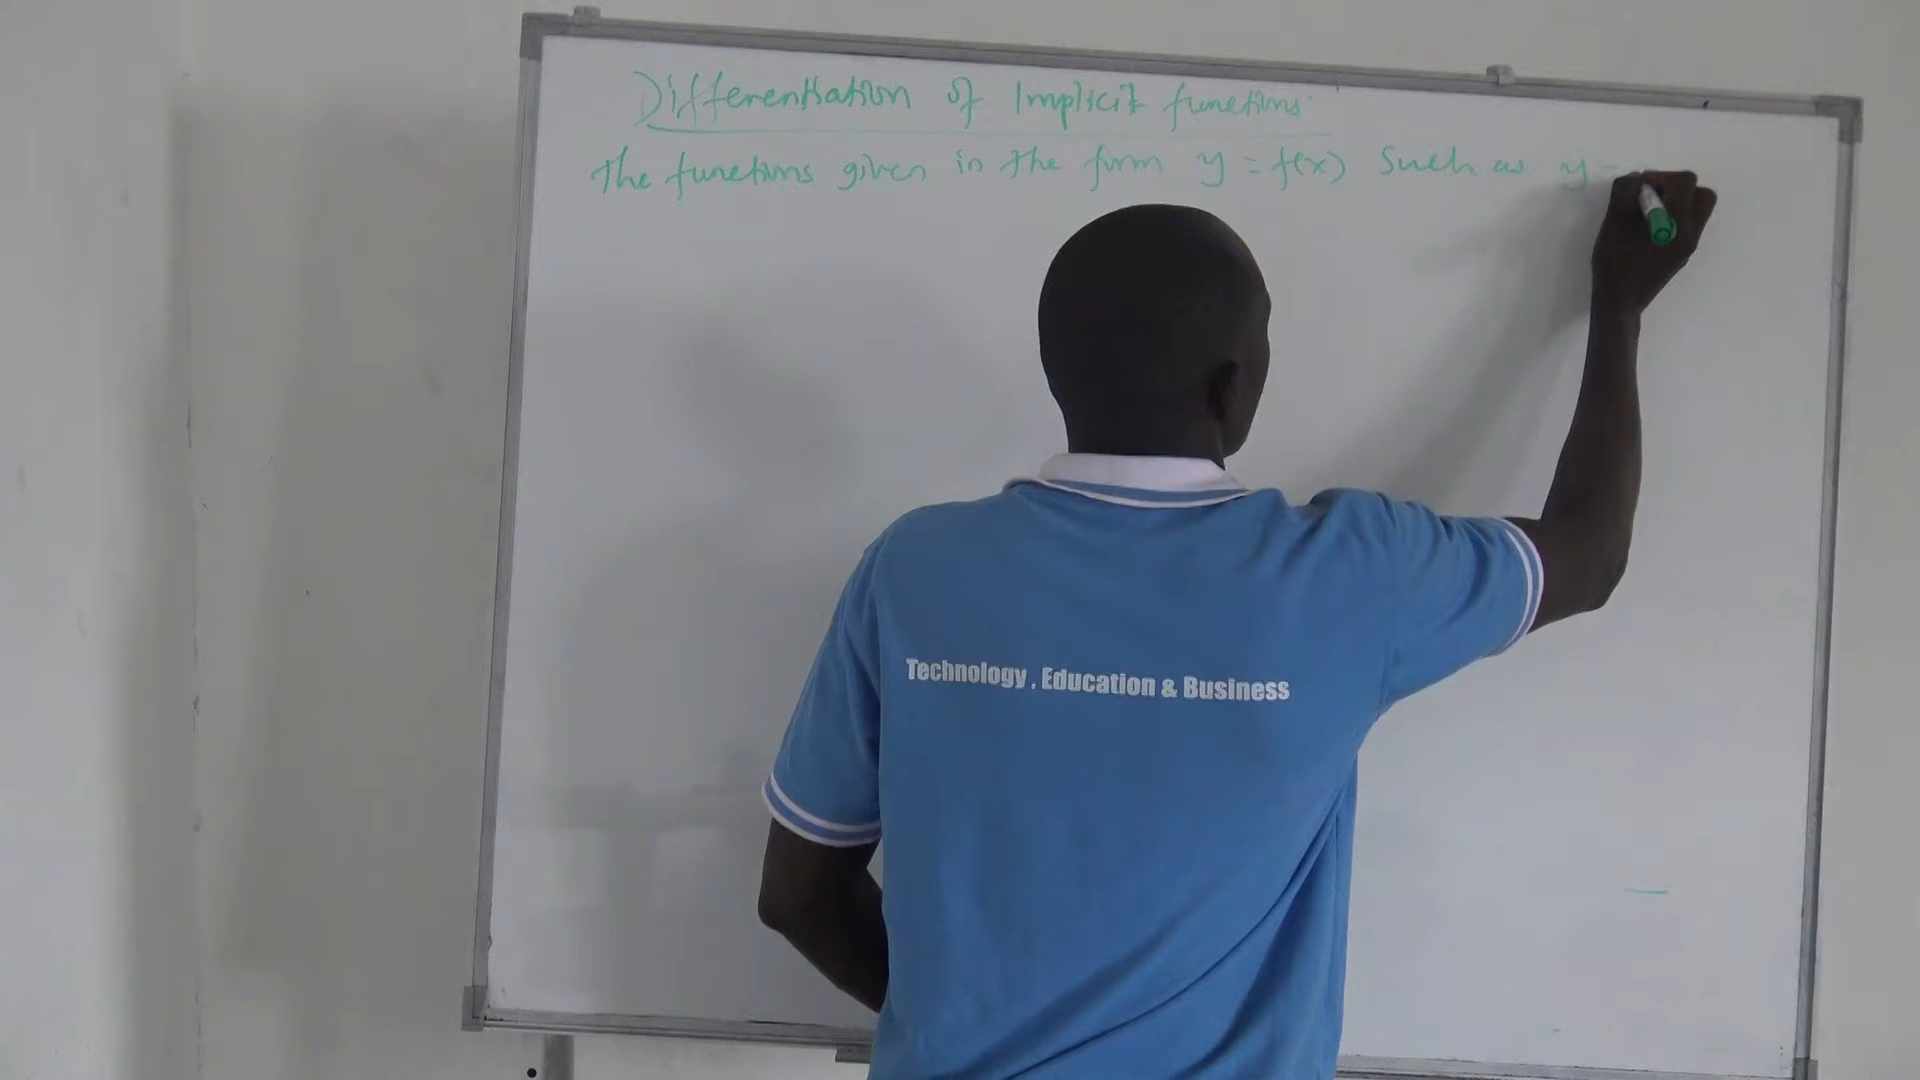 Differentiation of Implicit functions
The functions given in the form y = f(x) Such as y =
Technology , Education & Business